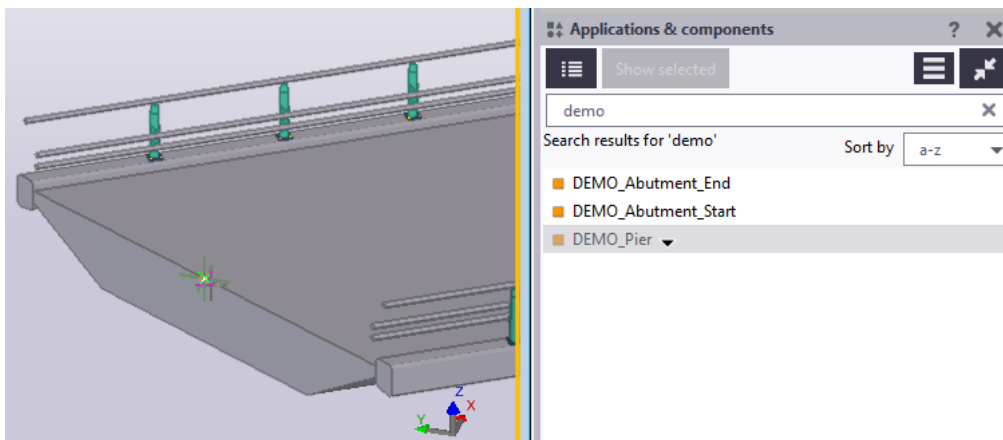 Applications & components ?
Show selected
demo
Search results for 'demo' Sort by a-z
DEMO_Abutment_End
DEMO_Abutment_Start
DEMO_Pier
Z
X
Y